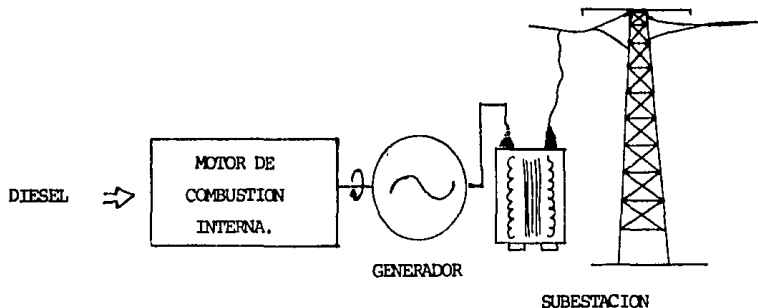 MOTOR DE
COMBUSTION
INTERNA.
DIESEL
GENERADOR
SUBESTACION